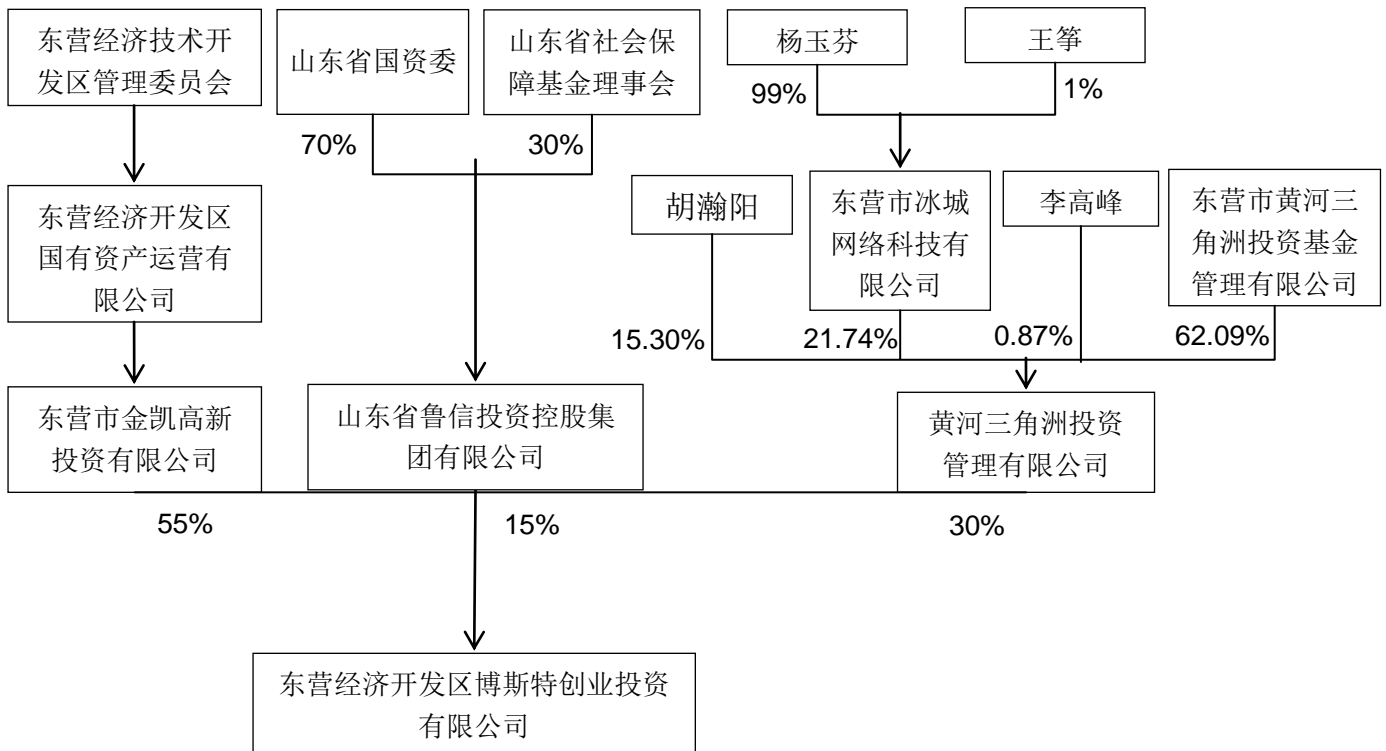 东营经济技术开
发区管理委员会
山东省国资委
山东省社会保
障基金理事会
杨玉芬
王筝
99%
1%
70%
30%
东营经济开发区
国有资产运营有
限公司
胡瀚阳
东营市冰城
网络科技有
限公司
李高峰
东营市黄河三
角洲投资基金
管理有限公司
15.30%
21.74%
0.87%
62.09%
东营市金凯高新
投资有限公司
山东省鲁信投资控股集
团有限公司
黄河三角洲投资
管理有限公司
55%
15%
30%
东营经济开发区博斯特创业投资
有限公司